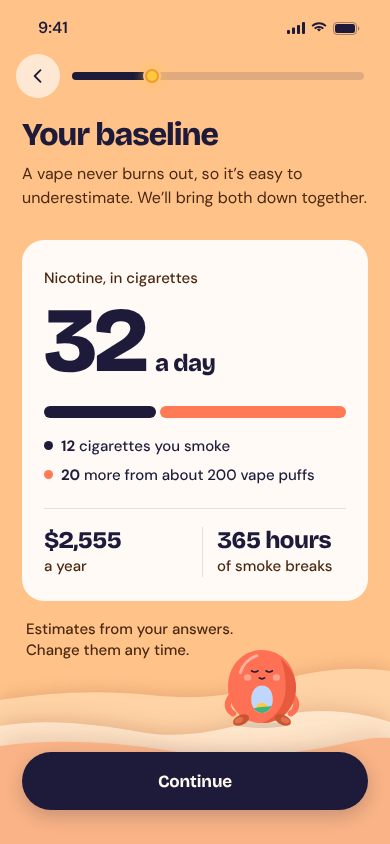 9:41
Your baseline
A vape never burns out, so it’s easy to
underestimate. We’ll bring both down together.
Nicotine, in cigarettes
32 a day
12 cigarettes you smoke
20 more from about 200 vape puffs
$2,555
a year
365 hours
of smoke breaks
Estimates from your answers.
Change them any time.
Continue